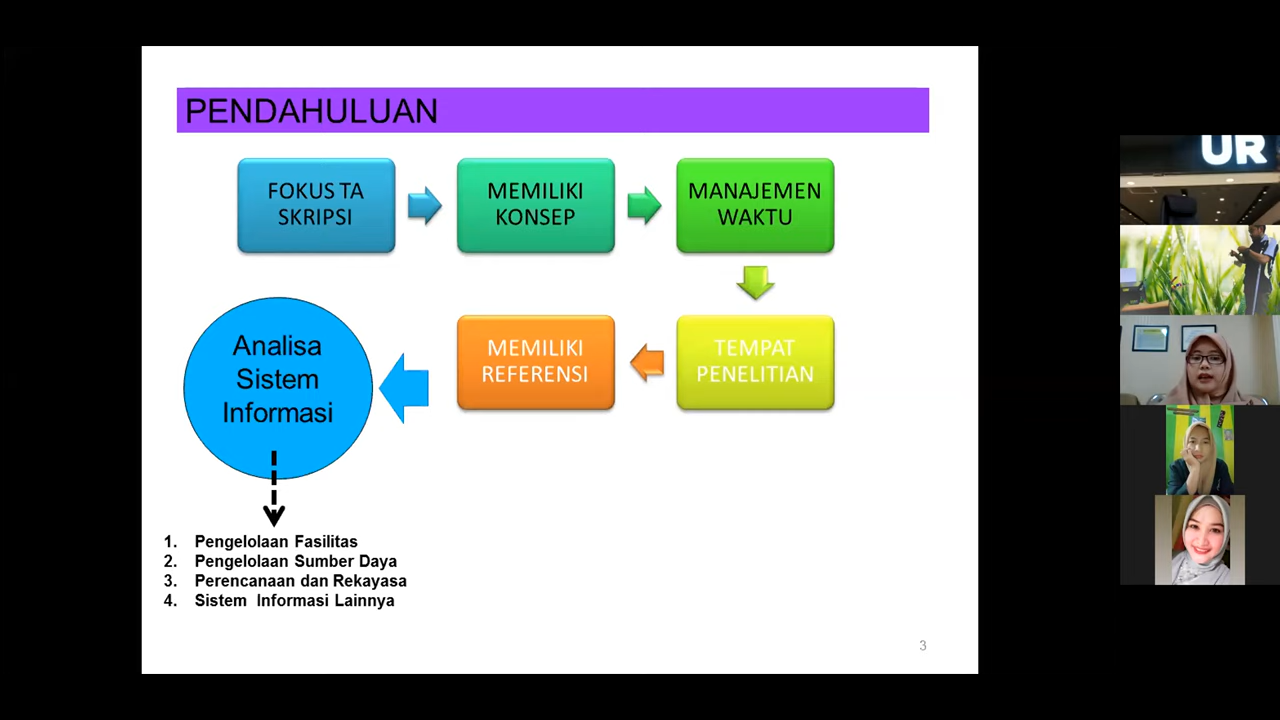 PENDAHULUAN
FOKUS TA
SKRIPSI
MEMILIKI
KONSEP
MANAJEMEN
WAKTU
TEMPAT
PENELITIAN
MEMILIKI
REFERENSI
Analisa
Sistem
Informasi
1. Pengelolaan Fasilitas
2. Pengelolaan Sumber Daya
3. Perencanaan dan Rekayasa
4. Sistem Informasi Lainnya
3
UR